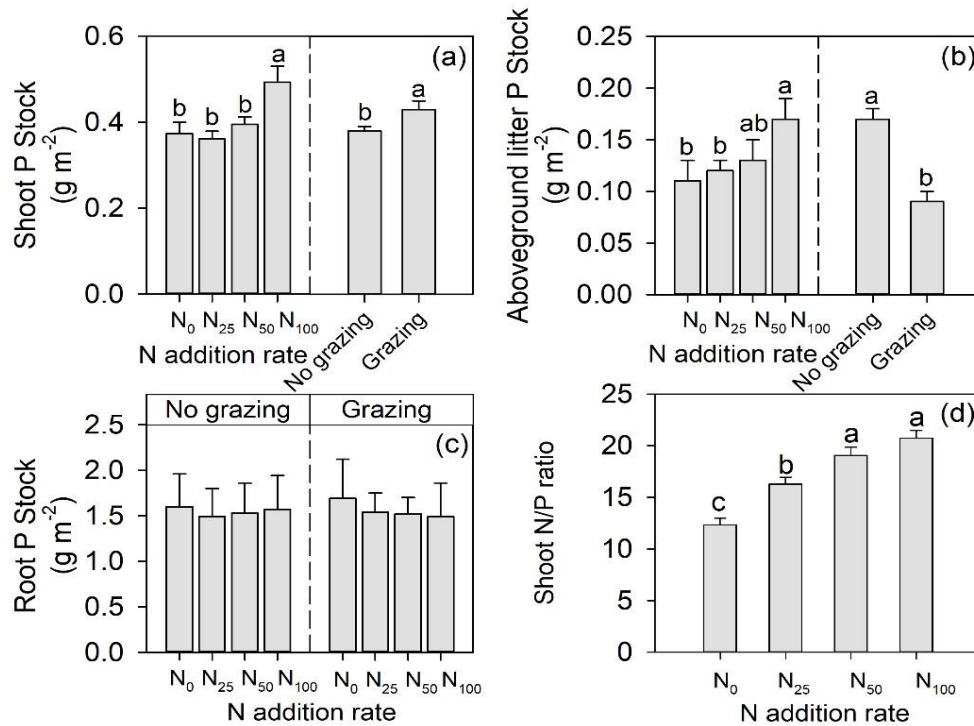 (a)
Shoot P Stock
(g m⁻²)
0.6
0.4
0.2
0.0
b b b a b a
N₀ N₂₅ N₅₀ N₁₀₀
N addition rate
No grazing
Grazing
(b)
Aboveground litter P Stock
(g m⁻²)
0.25
0.20
0.15
0.10
0.05
0.00
b b ab a a b
N₀ N₂₅ N₅₀ N₁₀₀
N addition rate
No grazing
Grazing
No grazing Grazing
(c)
Root P Stock
(g m⁻²)
2.5
2.0
1.5
1.0
0.5
0.0
N₀ N₂₅ N₅₀ N₁₀₀ N₀ N₂₅ N₅₀ N₁₀₀
N addition rate
(d)
Shoot N/P ratio
25
20
15
10
5
0
c b a a
N₀ N₂₅ N₅₀ N₁₀₀
N addition rate